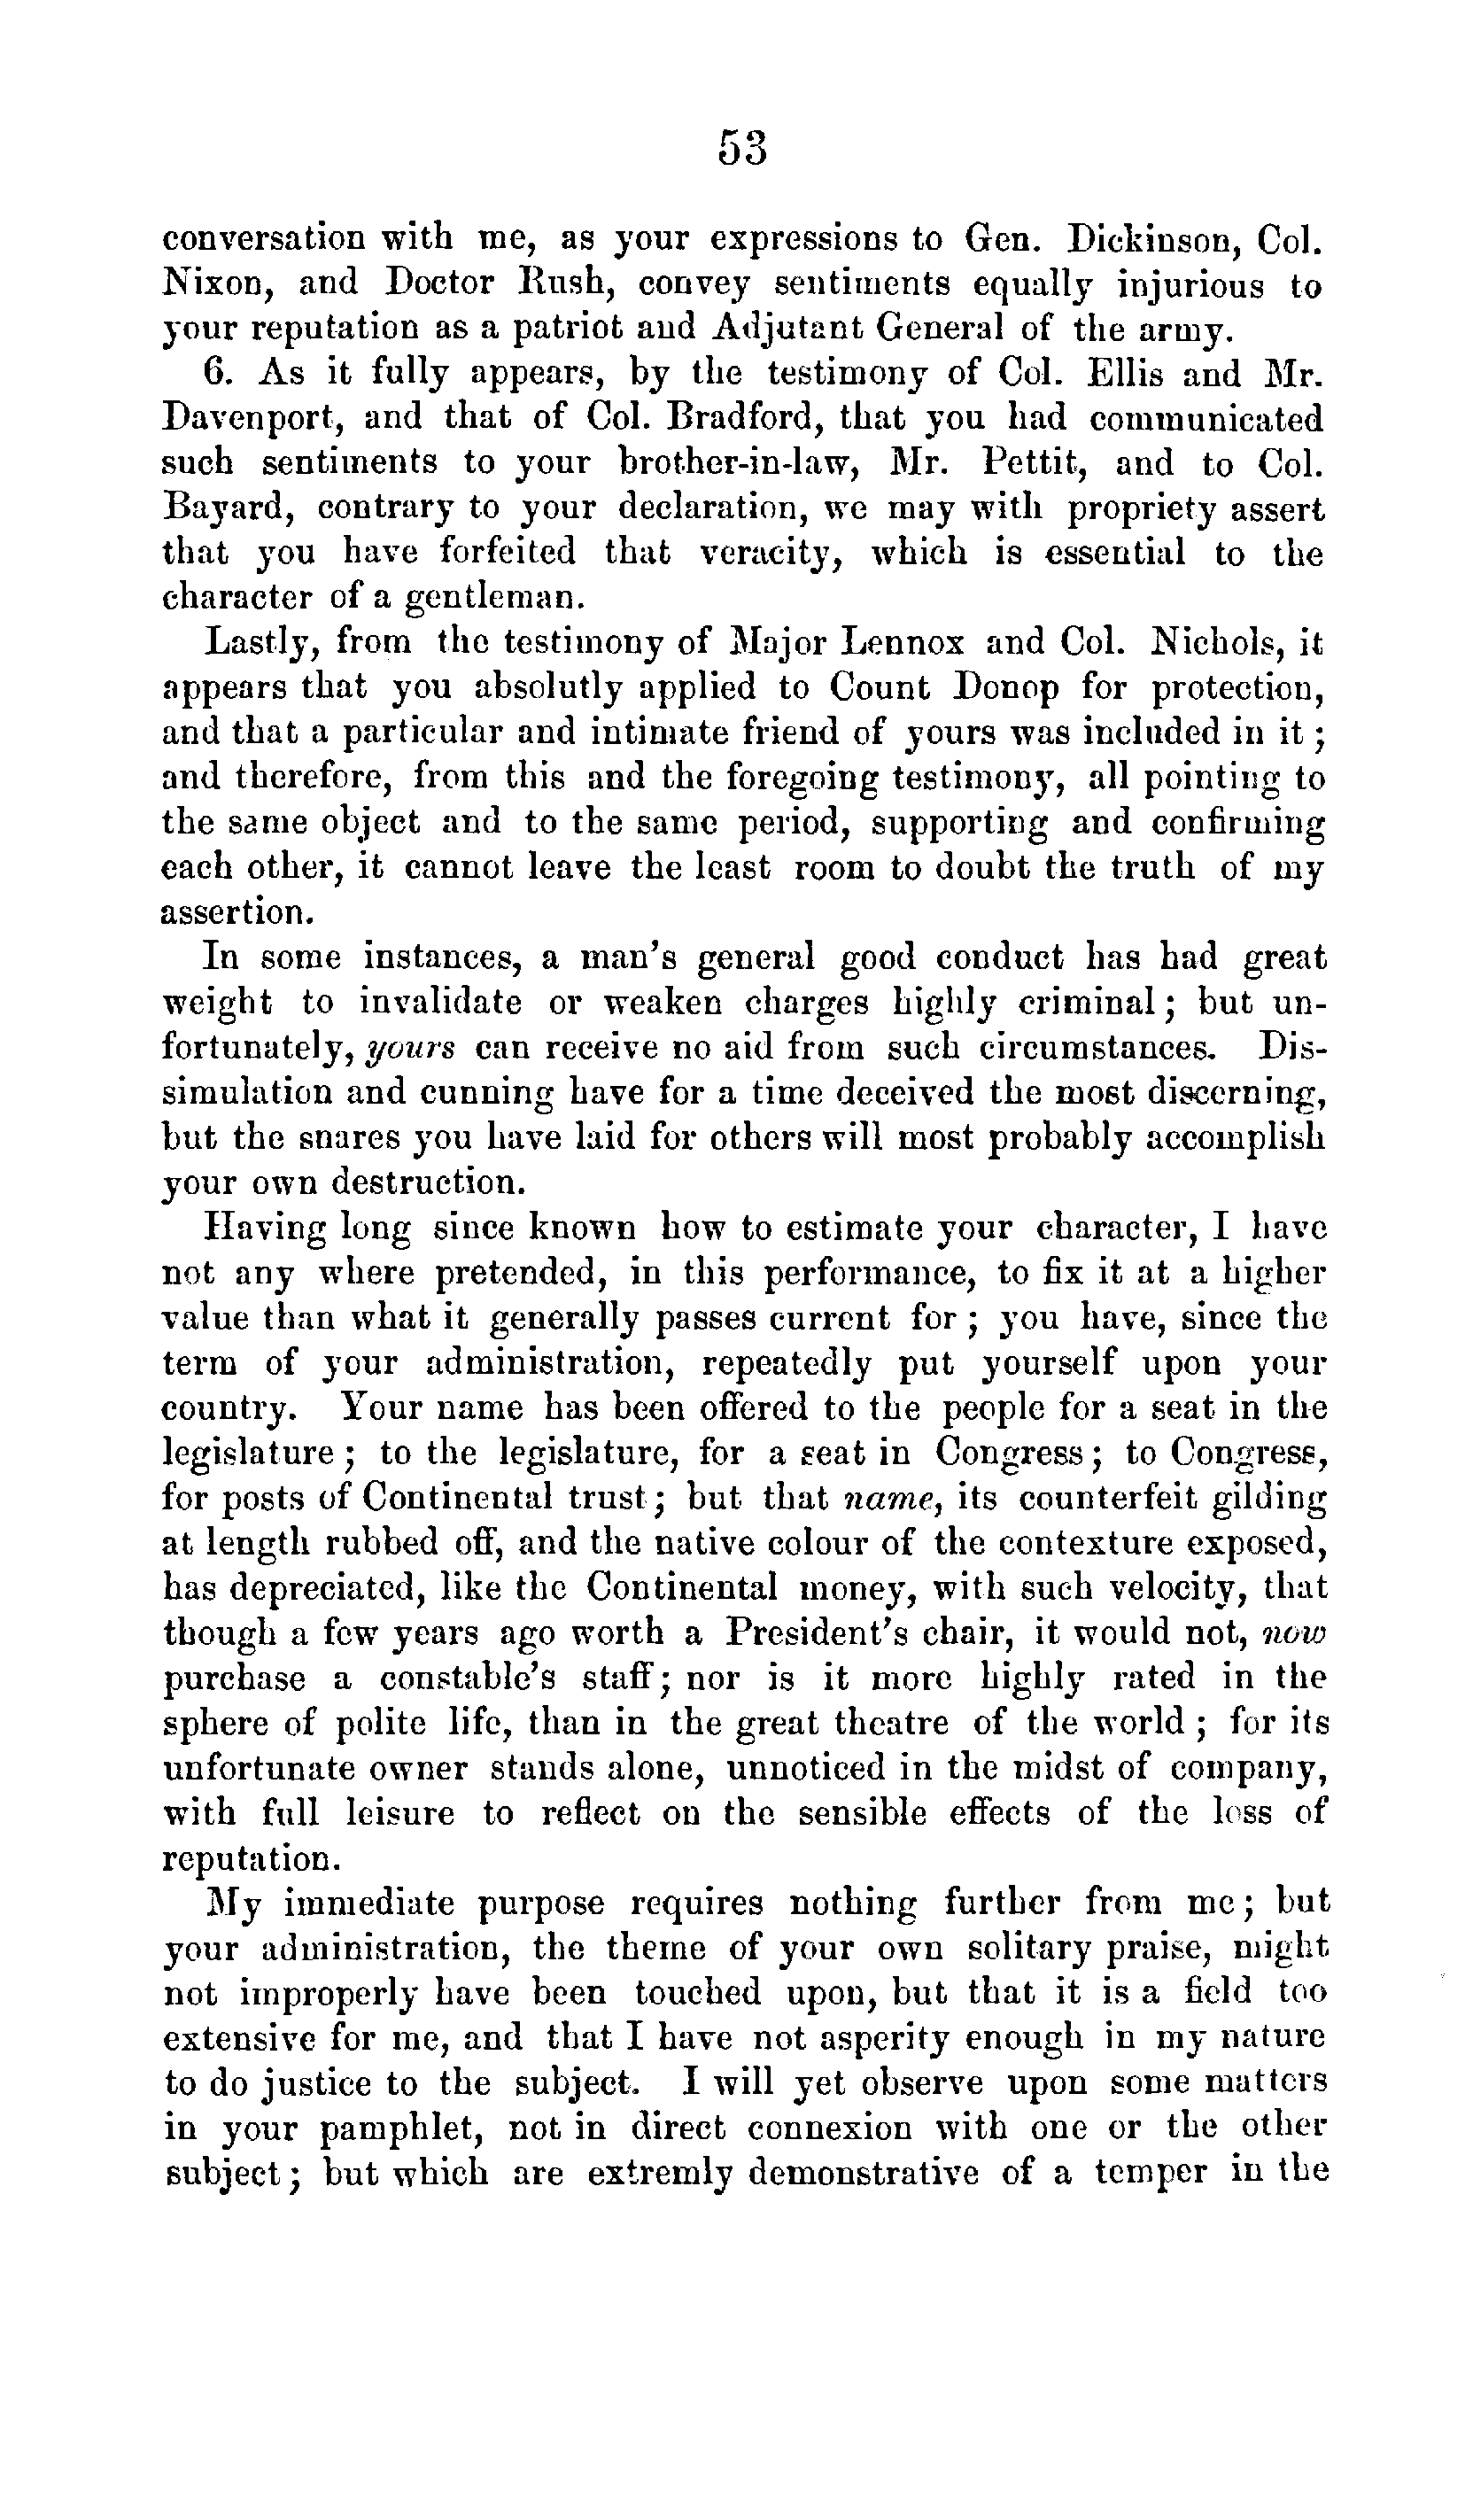 53
conversation with me, as your expressions to Gen. Dickinson, Col.
Nixon, and Doctor Rush, convey sentiments equally injurious to
your reputation as a patriot and Adjutant General of the army.
6. As it fully appears, by the testimony of Col. Ellis and Mr.
Davenport, and that of Col. Bradford, that you had communicated
such sentiments to your brother-in-law, Mr. Pettit, and to Col.
Bayard, contrary to your declaration, we may with propriety assert
that you have forfeited that veracity, which is essential to the
character of a gentleman.
Lastly, from the testimony of Major Lennox and Col. Nichols, it
appears that you absolutly applied to Count Donop for protection,
and that a particular and intimate friend of yours was included in it ;
and therefore, from this and the foregoing testimony, all pointing to
the same object and to the same period, supporting and confirming
each other, it cannot leave the least room to doubt the truth of my
assertion.
In some instances, a man's general good conduct has had great
weight to invalidate or weaken charges highly criminal ; but un-
fortunately, yours can receive no aid from such circumstances. Dis-
simulation and cunning have for a time deceived the most discerning,
but the snares you have laid for others will most probably accomplish
your own destruction.
Having long since known how to estimate your character, I have
not any where pretended, in this performance, to fix it at a higher
value than what it generally passes current for ; you have, since the
term of your administration, repeatedly put yourself upon your
country. Your name has been offered to the people for a seat in the
legislature ; to the legislature, for a seat in Congress ; to Congress,
for posts of Continental trust ; but that name, its counterfeit gilding
at length rubbed off, and the native colour of the contexture exposed,
has depreciated, like the Continental money, with such velocity, that
though a few years ago worth a President's chair, it would not, now
purchase a constable's staff ; nor is it more highly rated in the
sphere of polite life, than in the great theatre of the world ; for its
unfortunate owner stands alone, unnoticed in the midst of company,
with full leisure to reflect on the sensible effects of the loss of
reputation.
My immediate purpose requires nothing further from me ; but
your administration, the theme of your own solitary praise, might
not improperly have been touched upon, but that it is a field too
extensive for me, and that I have not asperity enough in my nature
to do justice to the subject. I will yet observe upon some matters
in your pamphlet, not in direct connexion with one or the other
subject ; but which are extremly demonstrative of a temper in the